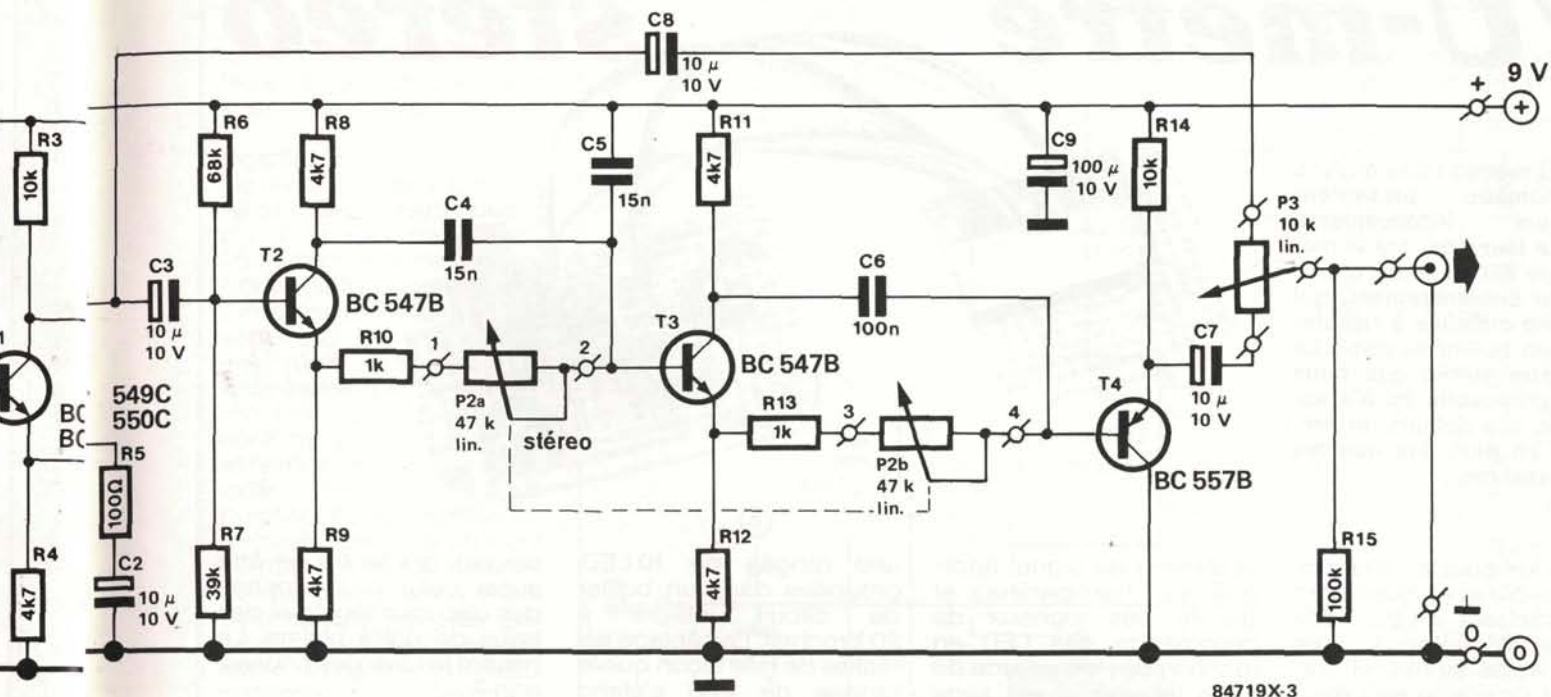 C8
10 µ
10 V
9 V
+
+
R3
10k
R6
68k
R8
4k7
C5
15n
R11
4k7
C9
100 µ
10 V
R14
10k
P3
10 k
lin.
C4
15n
C3
10 µ
10 V
T2
BC 547B
C6
100n
T3
BC 547B
R10
1k
1
2
P2a
47 k
lin.
stéreo
R13
1k
3
4
P2b
47 k
lin.
T4
BC 557B
C7
10 µ
10 V
1
549C
550C
BC
BC
R5
100Ω
C2
10 µ
10 V
R4
4k7
R7
39k
R9
4k7
R12
4k7
R15
100k
0
0
84719X-3